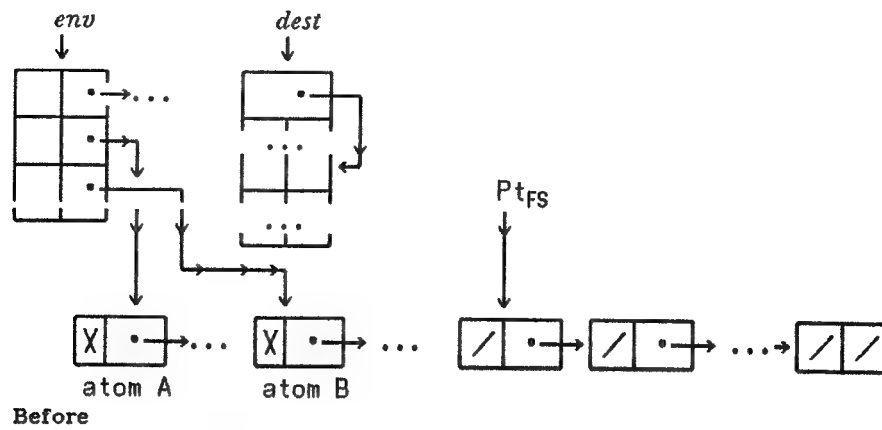 env dest
Pt_FS
X X
atom A atom B
Before